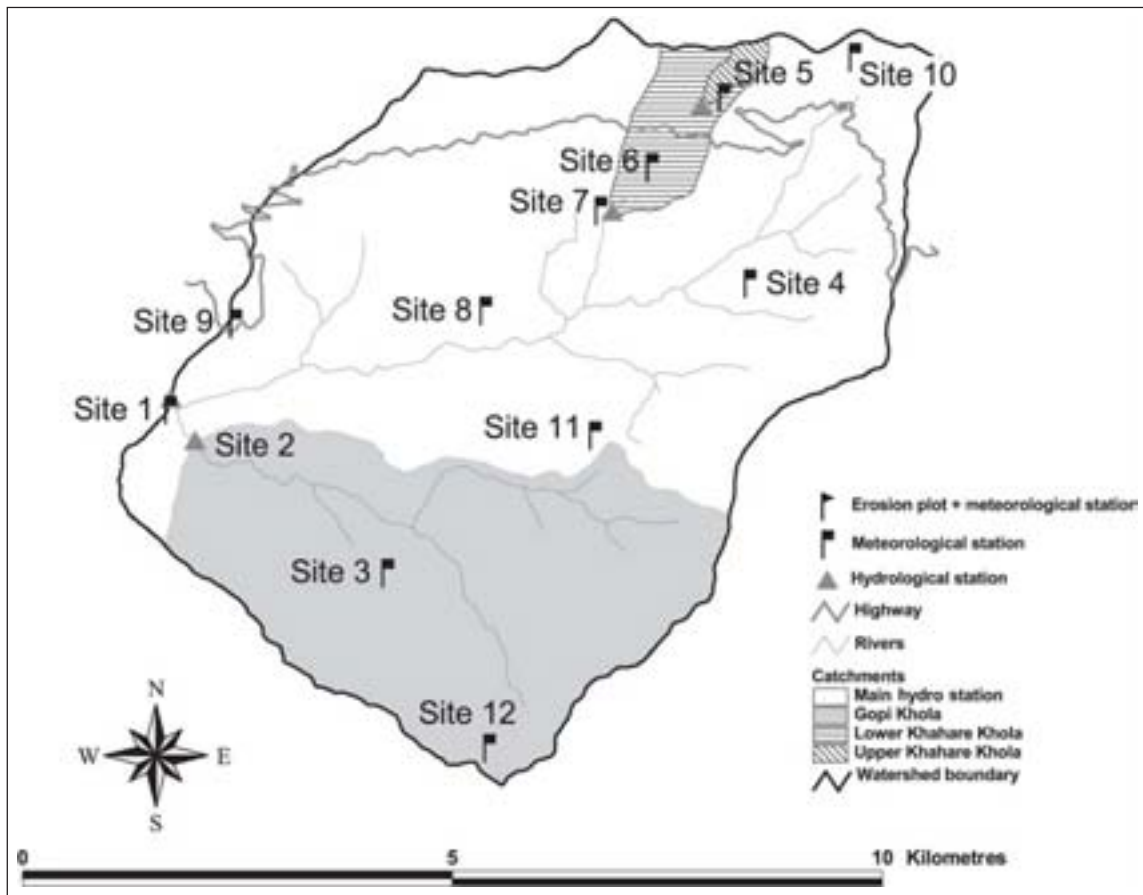 Site 5
Site 10
Site 6
Site 7
Site 4
Site 8
Site 9
Site 1
Site 11
Site 2
Site 3
Site 12
Erosion plot + meteorological station
Meteorological station
Hydrological station
Highway
Rivers
Catchments
Main hydro station
Gopi Khola
Lower Khahare Khola
Upper Khahare Khola
Watershed boundary
N
W E
S
0 5 10 Kilometres